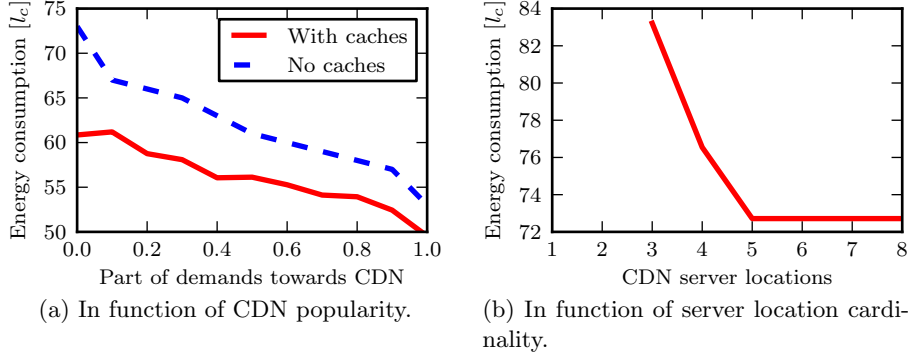 75
70
65
60
55
50
Energy consumption [l_c]
With caches
No caches
0.0 0.2 0.4 0.6 0.8 1.0
Part of demands towards CDN
(a) In function of CDN popularity.
84
82
80
78
76
74
72
Energy consumption [l_c]
1 2 3 4 5 6 7 8
CDN server locations
(b) In function of server location cardi-
nality.